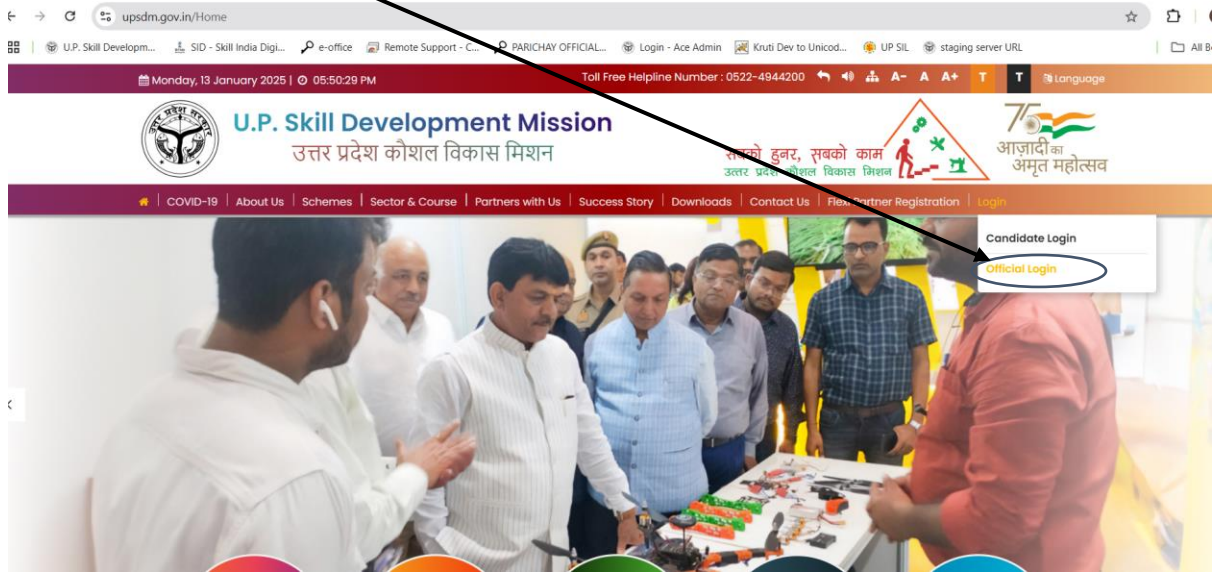 upsdm.gov.in/Home
U.P. Skill Developm... SID - Skill India Digi... e-office Remote Support - C... PARICHAY OFFICIAL... Login - Ace Admin Kruti Dev to Unicod... UP SIL staging server URL All B
Monday, 13 January 2025 | 05:50:29 PM Toll Free Helpline Number : 0522-4944200 A- A A+ T T Language
U.P. Skill Development Mission
उत्तर प्रदेश कौशल विकास मिशन
सबको हुनर, सबको काम
उत्तर प्रदेश कौशल विकास मिशन
75
आज़ादी का
अमृत महोत्सव
COVID-19 | About Us | Schemes | Sector & Course | Partners with Us | Success Story | Downloads | Contact Us | Flexi Partner Registration | Login
Candidate Login
Official Login